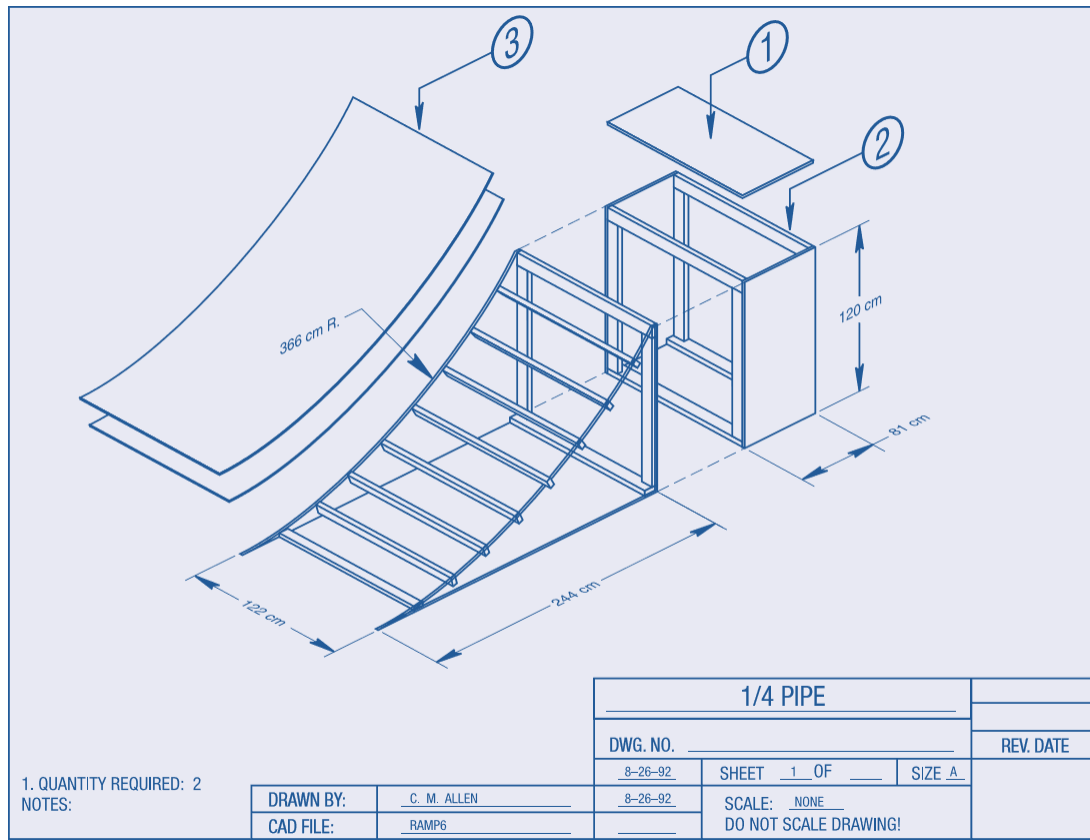 3
1
2
366 cm R.
120 cm
81 cm
244 cm
122 cm
1/4 PIPE
DWG. NO.
REV. DATE
8-26-92
SHEET 1 OF
SIZE A
1. QUANTITY REQUIRED: 2
NOTES:
DRAWN BY:
C. M. ALLEN
8-26-92
SCALE: NONE
CAD FILE:
RAMP6
DO NOT SCALE DRAWING!